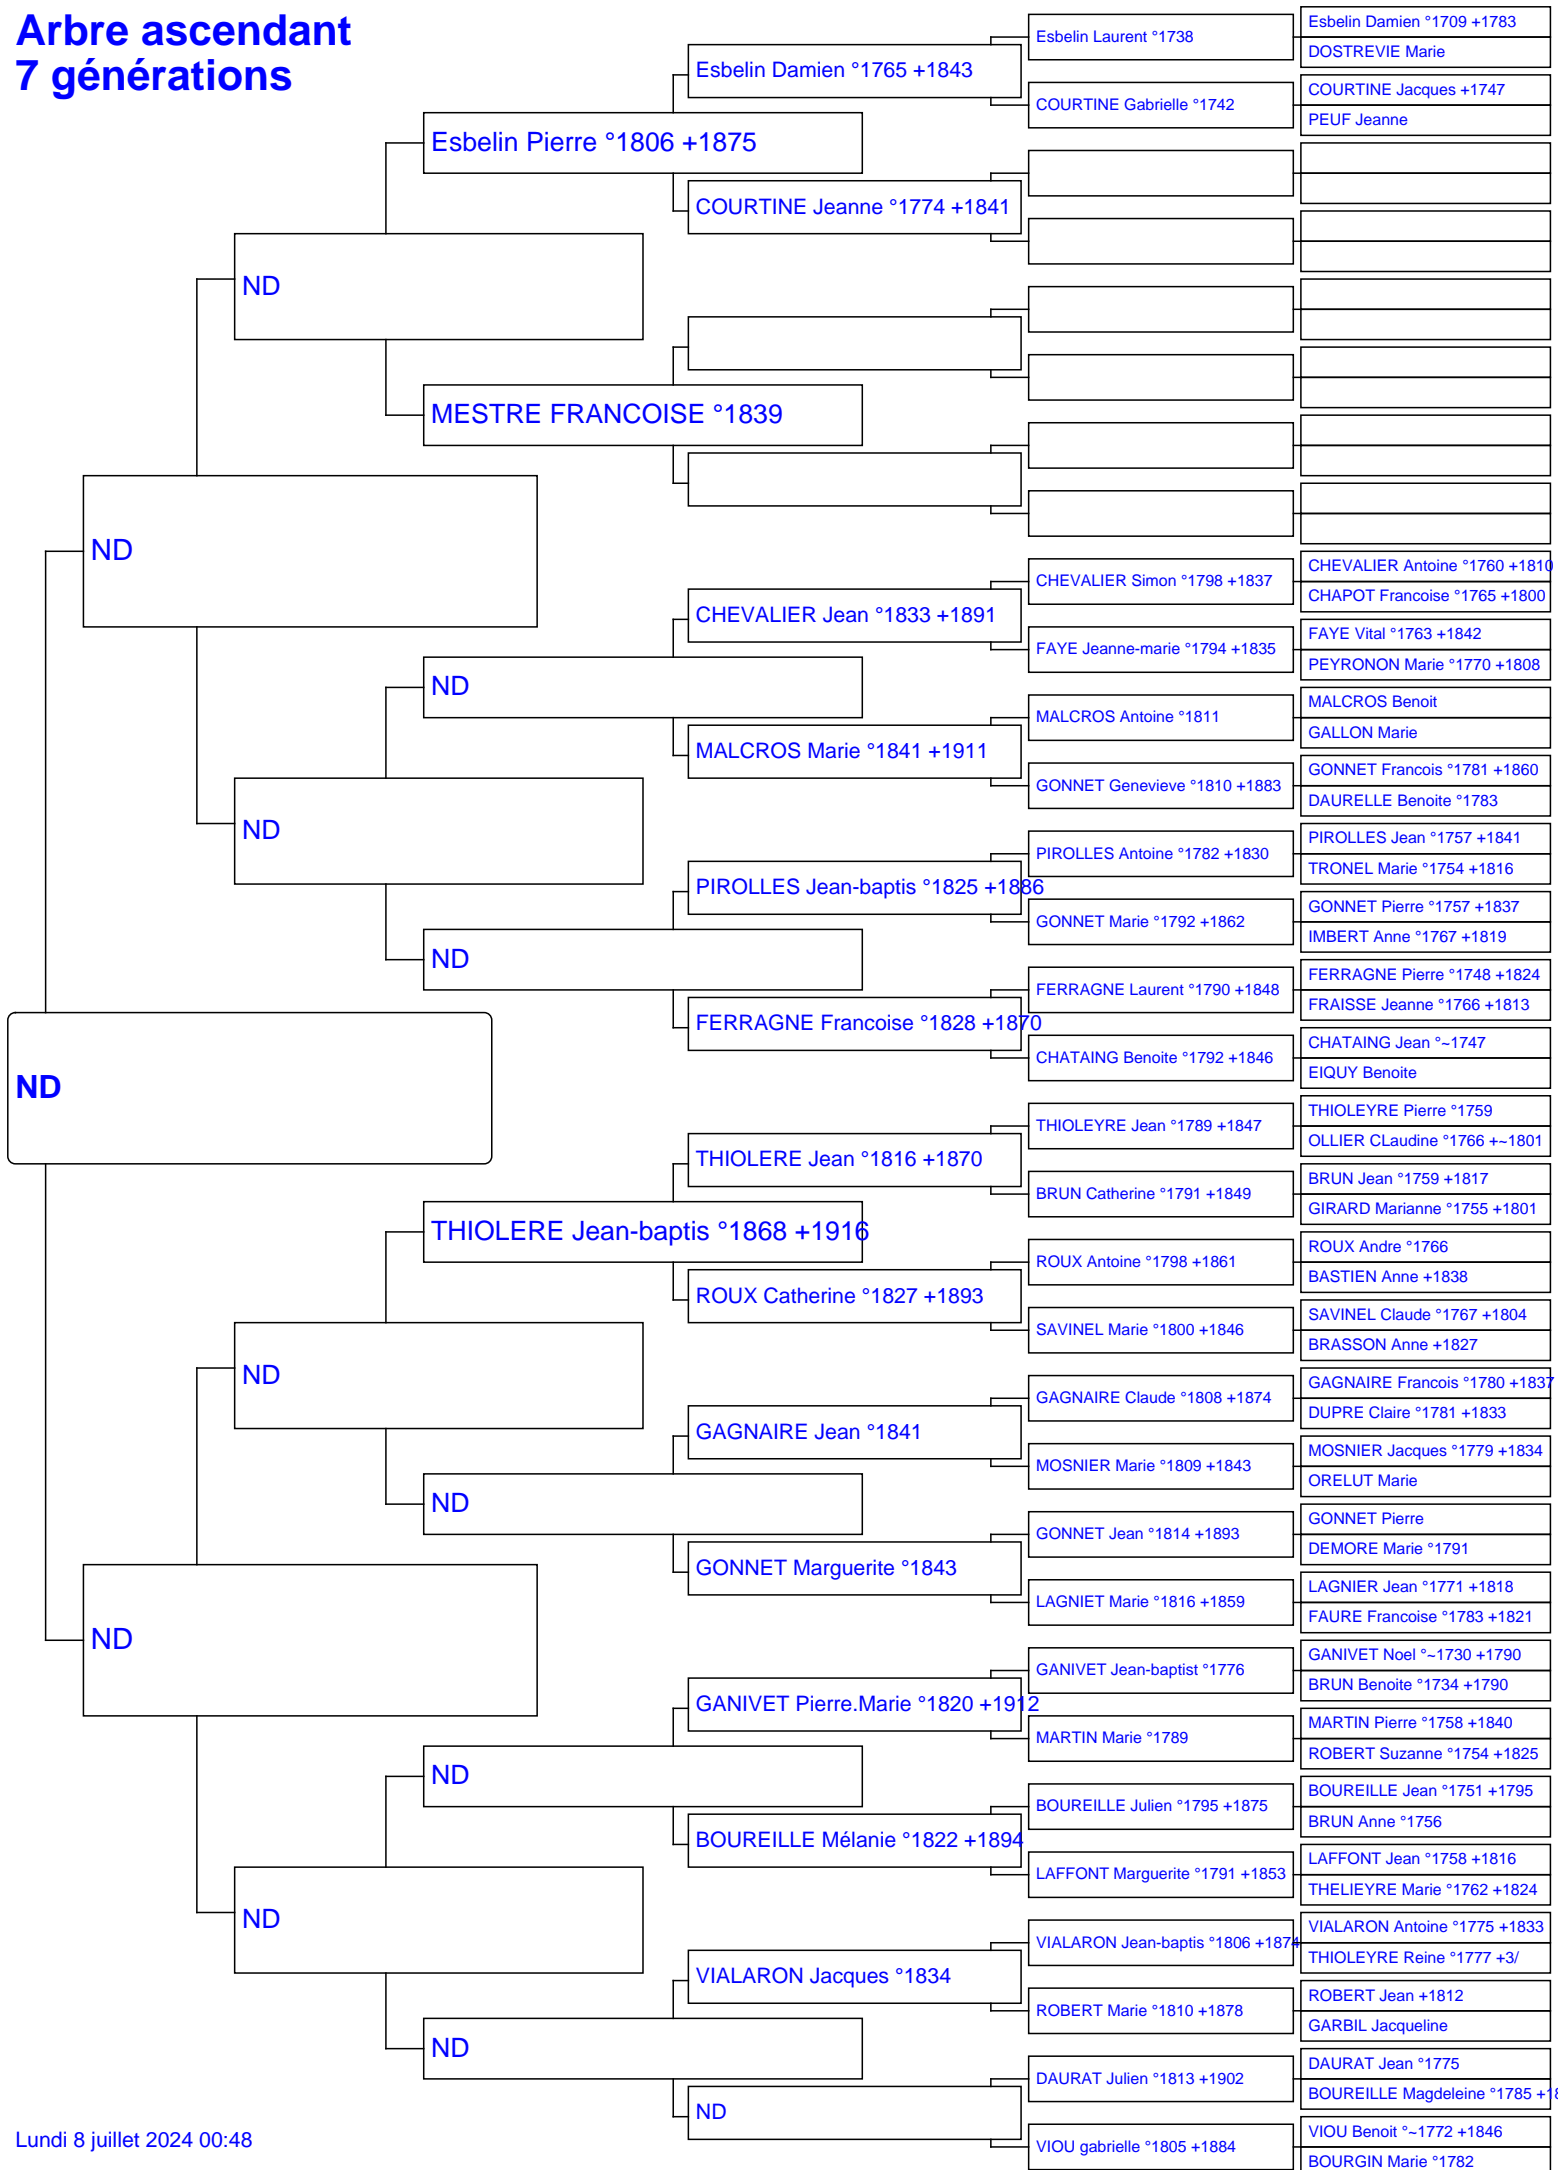 Arbre ascendant
7 générations
ND
ND
ND
Esbelin Pierre °1806 +1875
Esbelin Damien °1765 +1843
Esbelin Laurent °1738
Esbelin Damien °1709 +1783
DOSTREVIE Marie
COURTINE Gabrielle °1742
COURTINE Jacques +1747
PEUF Jeanne
COURTINE Jeanne °1774 +1841
MESTRE FRANCOISE °1839
ND
ND
CHEVALIER Jean °1833 +1891
CHEVALIER Simon °1798 +1837
CHEVALIER Antoine °1760 +1810
CHAPOT Francoise °1765 +1800
FAYE Jeanne-marie °1794 +1835
FAYE Vital °1763 +1842
PEYRONON Marie °1770 +1808
MALCROS Marie °1841 +1911
MALCROS Antoine °1811
MALCROS Benoit
GALLON Marie
GONNET Genevieve °1810 +1883
GONNET Francois °1781 +1860
DAURELLE Benoite °1783
ND
PIROLLES Jean-baptis °1825 +1886
PIROLLES Antoine °1782 +1830
PIROLLES Jean °1757 +1841
TRONEL Marie °1754 +1816
GONNET Marie °1792 +1862
GONNET Pierre °1757 +1837
IMBERT Anne °1767 +1819
FERRAGNE Francoise °1828 +1870
FERRAGNE Laurent °1790 +1848
FERRAGNE Pierre °1748 +1824
FRAISSE Jeanne °1766 +1813
CHATAING Benoite °1792 +1846
CHATAING Jean °~1747
EIQUY Benoite
ND
ND
THIOLERE Jean-baptis °1868 +1916
THIOLERE Jean °1816 +1870
THIOLEYRE Jean °1789 +1847
THIOLEYRE Pierre °1759
OLLIER CLaudine °1766 +~1801
BRUN Catherine °1791 +1849
BRUN Jean °1759 +1817
GIRARD Marianne °1755 +1801
ROUX Catherine °1827 +1893
ROUX Antoine °1798 +1861
ROUX Andre °1766
BASTIEN Anne +1838
SAVINEL Marie °1800 +1846
SAVINEL Claude °1767 +1804
BRASSON Anne +1827
ND
GAGNAIRE Jean °1841
GAGNAIRE Claude °1808 +1874
GAGNAIRE Francois °1780 +1837
DUPRE Claire °1781 +1833
MOSNIER Marie °1809 +1843
MOSNIER Jacques °1779 +1834
ORELUT Marie
GONNET Marguerite °1843
GONNET Jean °1814 +1893
GONNET Pierre
DEMORE Marie °1791
LAGNIET Marie °1816 +1859
LAGNIER Jean °1771 +1818
FAURE Francoise °1783 +1821
ND
ND
GANIVET Pierre.Marie °1820 +1912
GANIVET Jean-baptist °1776
GANIVET Noel °~1730 +1790
BRUN Benoite °1734 +1790
MARTIN Marie °1789
MARTIN Pierre °1758 +1840
ROBERT Suzanne °1754 +1825
BOUREILLE Mélanie °1822 +1894
BOUREILLE Julien °1795 +1875
BOUREILLE Jean °1751 +1795
BRUN Anne °1756
LAFFONT Marguerite °1791 +1853
LAFFONT Jean °1758 +1816
THELIEYRE Marie °1762 +1824
ND
VIALARON Jacques °1834
VIALARON Jean-baptis °1806 +1874
VIALARON Antoine °1775 +1833
THIOLEYRE Reine °1777 +3/
ROBERT Marie °1810 +1878
ROBERT Jean +1812
GARBIL Jacqueline
ND
DAURAT Julien °1813 +1902
DAURAT Jean °1775
BOUREILLE Magdeleine °1785
VIOU gabrielle °1805 +1884
VIOU Benoit °~1772 +1846
BOURGIN Marie °1782
Lundi 8 juillet 2024 00:48